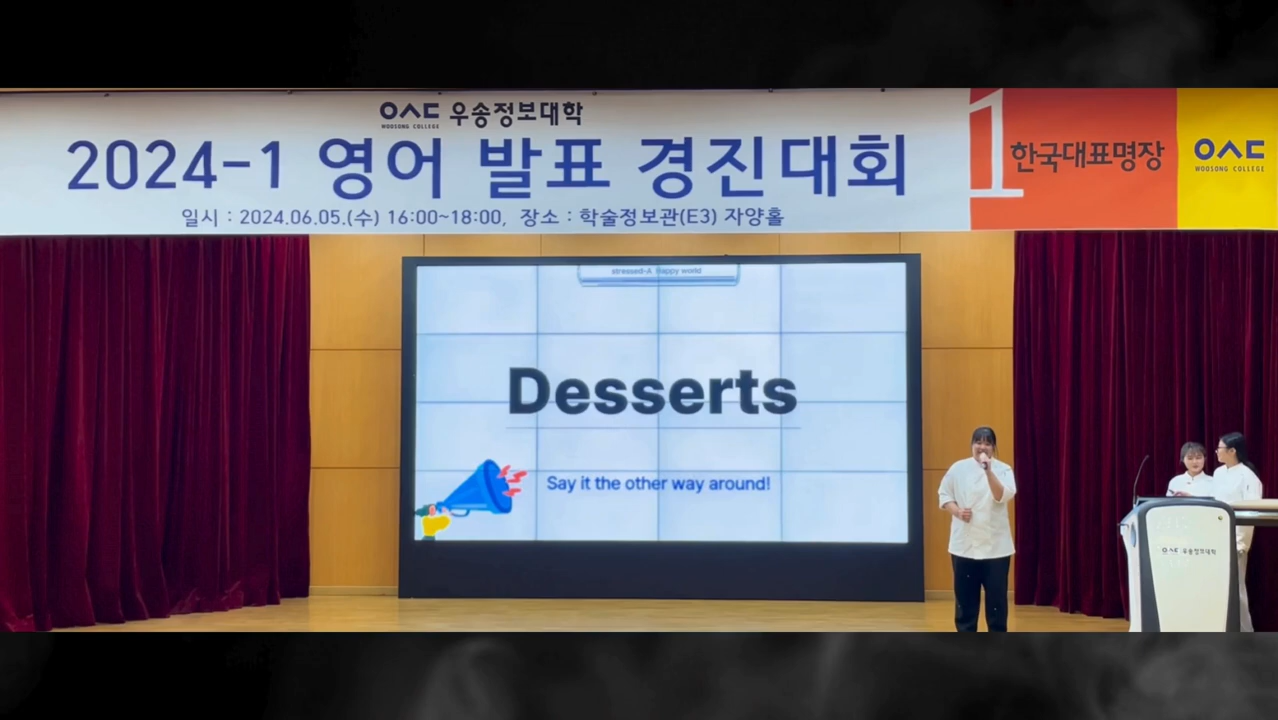 우송정보대학
WOOSONG COLLEGE
2024-1 영어 발표 경진대회
일시 : 2024.06.05.(수) 16:00~18:00, 장소 : 학술정보관(E3) 자양홀
1 한국대표명장
WOOSONG COLLEGE
stressed-A Happy world
Desserts
Say it the other way around!
우송정보대학